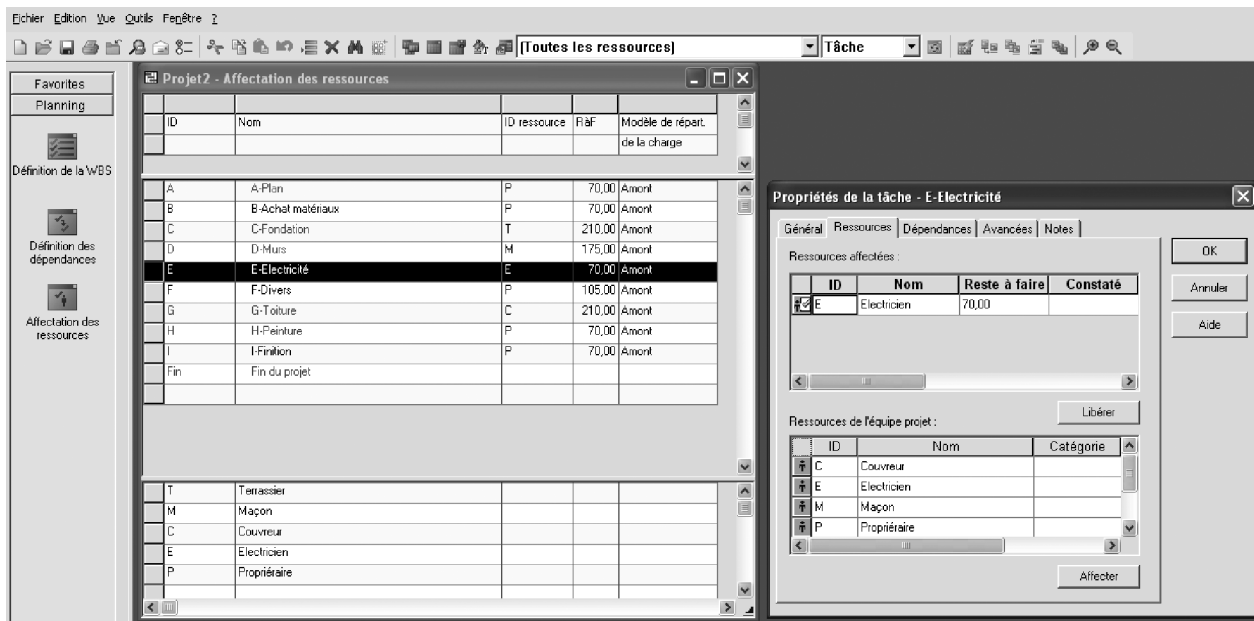 Fichier Edition Vue Outils Fenêtre ?
[Toutes les ressources] Tâche
Favorites
Planning
Définition de la WBS
Définition des
dépendances
Affectation des
ressources
Projet2 - Affectation des ressources
ID Nom ID ressource RàF Modèle de répart.
de la charge
A A-Plan P 70,00 Amont
B B-Achat matériaux P 70,00 Amont
C C-Fondation T 210,00 Amont
D D-Murs M 175,00 Amont
E E-Electricité E 70,00 Amont
F F-Divers P 105,00 Amont
G G-Toiture C 210,00 Amont
H H-Peinture P 70,00 Amont
I I-Finition P 70,00 Amont
Fin Fin du projet
T Terrassier
M Maçon
C Couvreur
E Electricien
P Propriéraire
Propriétés de la tâche - E-Electricité
Général Ressources Dépendances Avancées Notes
Ressources affectées :
ID Nom Reste à faire Constaté
E Electricien 70,00
Libérer
Ressources de l'équipe projet :
ID Nom Catégorie
C Couvreur
E Electricien
M Maçon
P Propriéraire
Affecter
OK
Annuler
Aide